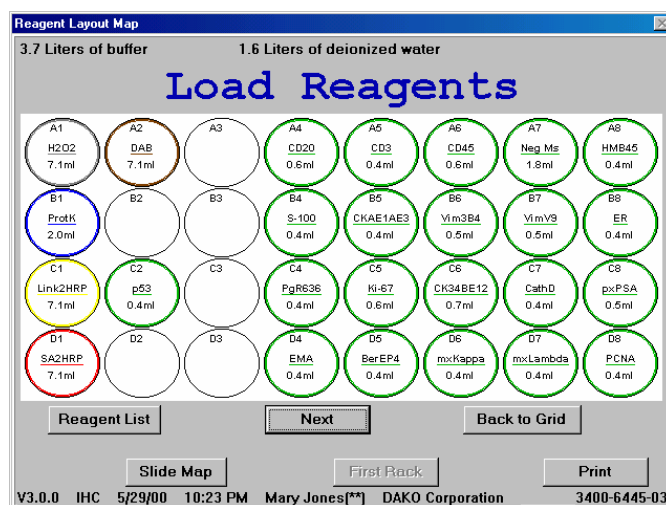 Reagent Layout Map
3.7 Liters of buffer 1.6 Liters of deionized water
Load Reagents
A1 A2 A3 A4 A5 A6 A7 A8
H2O2 DAB CD20 CD3 CD45 Neg Ms HMB45
7.1ml 7.1ml 0.6ml 0.4ml 0.6ml 1.8ml 0.4ml
B1 B2 B3 B4 B5 B6 B7 B8
ProtK S-100 CKAE1AE3 Vim3B4 VimV9 ER
2.0ml 0.4ml 0.4ml 0.5ml 0.5ml 0.4ml
C1 C2 C3 C4 C5 C6 C7 C8
Link2HRP p53 PgR636 Ki-67 CK34BE12 CathD pxPSA
7.1ml 0.4ml 0.4ml 0.6ml 0.7ml 0.4ml 0.5ml
D1 D2 D3 D4 D5 D6 D7 D8
SA2HRP EMA BerEP4 mxKappa mxLambda PCNA
7.1ml 0.4ml 0.4ml 0.4ml 0.4ml 0.4ml
Reagent List Next Back to Grid
Slide Map First Rack Print
V3.0.0 IHC 5/29/00 10:23 PM Mary Jones(**) DAKO Corporation 3400-6445-03